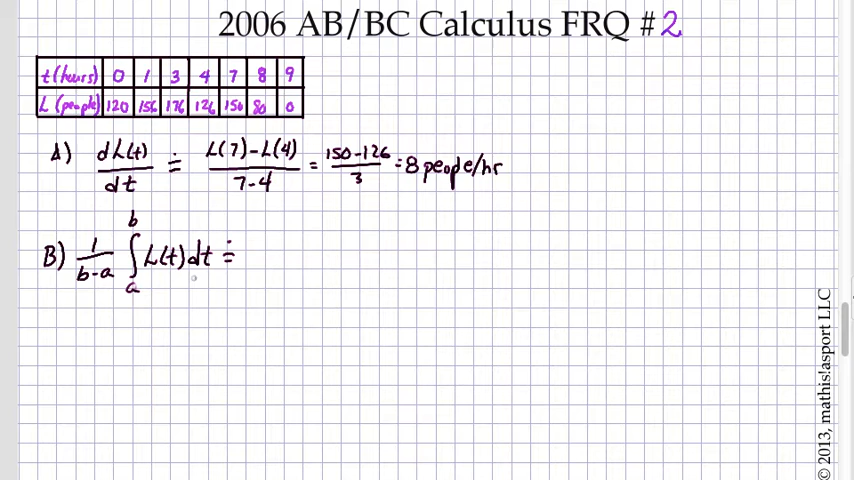 2006 AB/BC Calculus FRQ #2
t(hours) 0 1 3 4 7 8 9
L (people) 120 156 176 126 150 80 0
A) dL(t)/dt ≐ L(7)-L(4)/7-4 = 150-126/3 = 8 people/hr
B) 1/b-a ∫ₐᵇ L(t)dt ≐
© 2013, mathis!asport LLC